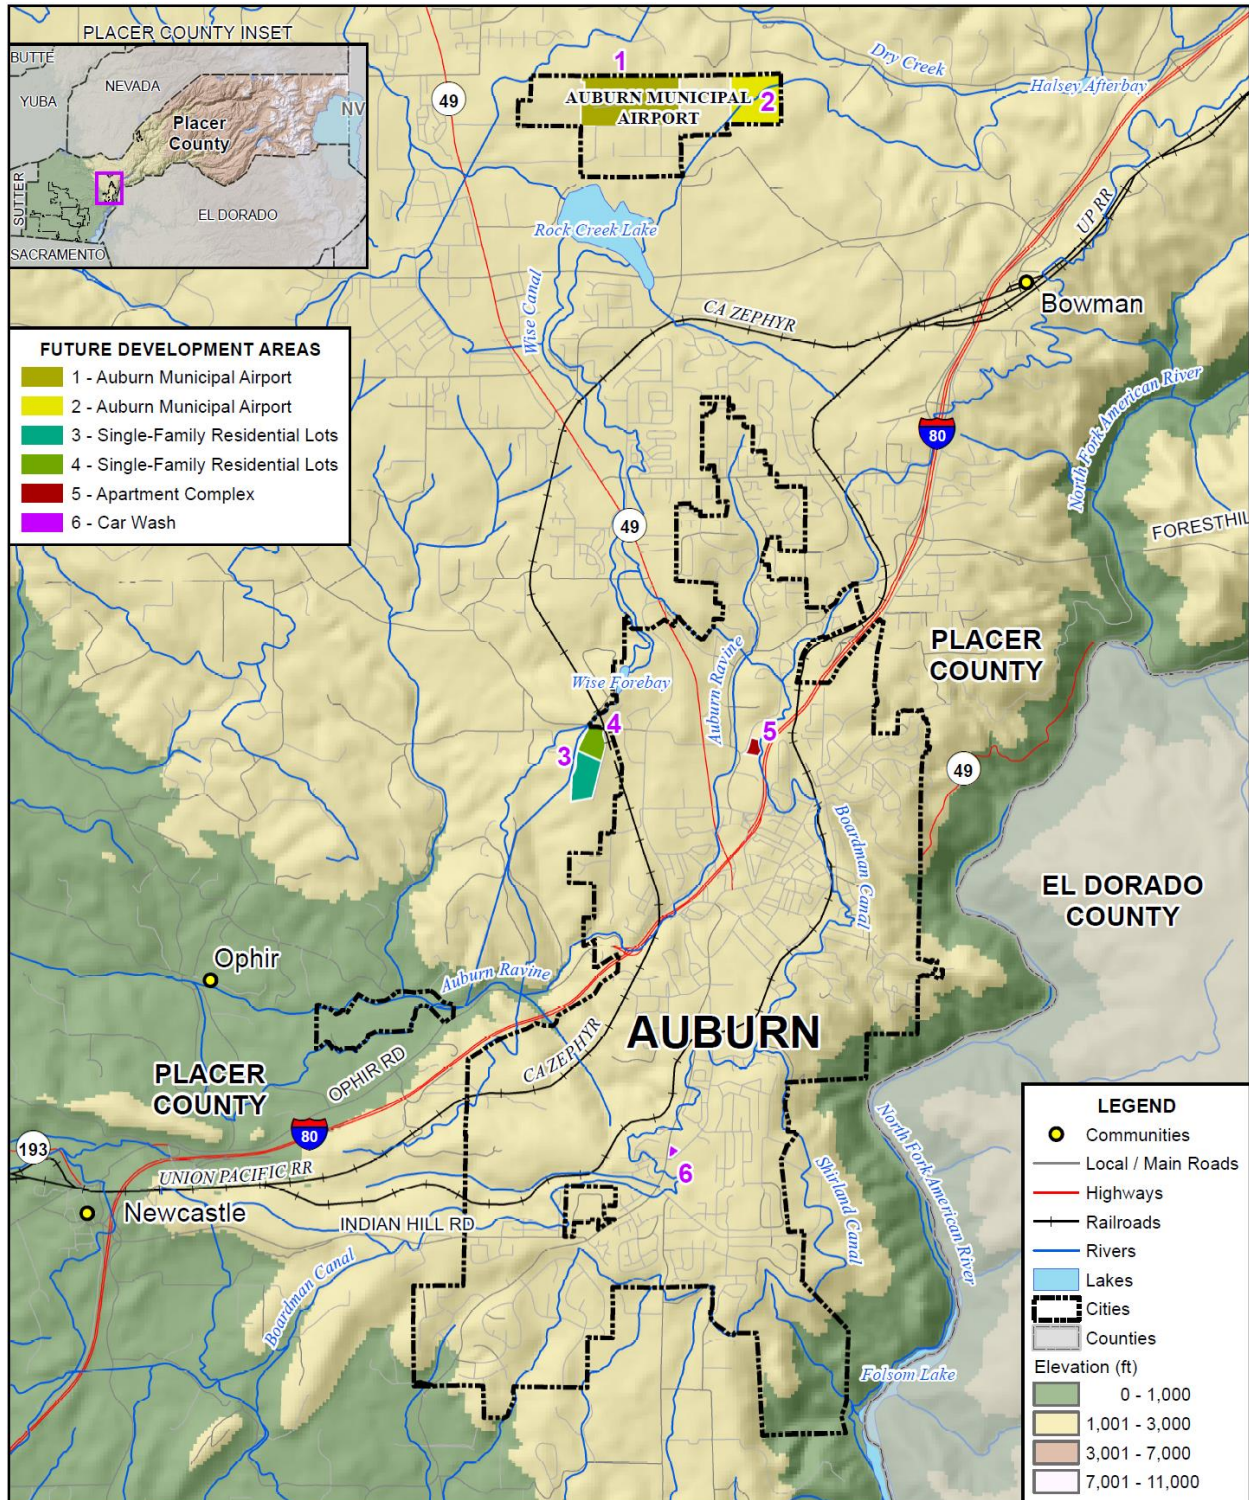 PLACER COUNTY INSET
BUTTE
NEVADA
YUBA
NV
Placer
County
SUTTER
EL DORADO
SACRAMENTO
1
49
AUBURN MUNICIPAL
AIRPORT
2
Dry Creek
Halsey Afterbay
Rock Creek Lake
UP RR
Bowman
Wise Canal
CA ZEPHYR
FUTURE DEVELOPMENT AREAS
1 - Auburn Municipal Airport
2 - Auburn Municipal Airport
3 - Single-Family Residential Lots
4 - Single-Family Residential Lots
5 - Apartment Complex
6 - Car Wash
North Fork American River
80
49
FORESTHIL
PLACER
COUNTY
Auburn Ravine
Wise Forebay
4
5
3
49
Boardman Canal
EL DORADO
COUNTY
Ophir
Auburn Ravine
AUBURN
CA ZEPHYR
OPHIR RD
PLACER
COUNTY
80
193
UNION PACIFIC RR
6
Newcastle
INDIAN HILL RD
Shirland Canal
North Fork American River
Boardman Canal
Folsom Lake
LEGEND
Communities
Local / Main Roads
Highways
Railroads
Rivers
Lakes
Cities
Counties
Elevation (ft)
0 - 1,000
1,001 - 3,000
3,001 - 7,000
7,001 - 11,000